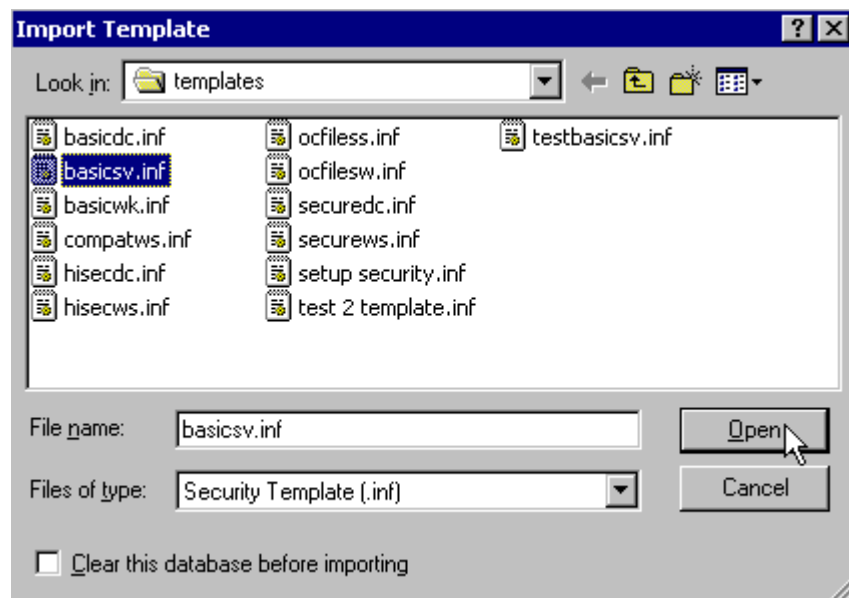 Import Template
Look in: templates
basicdc.inf
basicsv.inf
basicwk.inf
compatws.inf
hisecdc.inf
hisecws.inf
ocfiless.inf
ocfilesw.inf
securedc.inf
securews.inf
setup security.inf
test 2 template.inf
testbasicsv.inf
File name: basicsv.inf
Open
Files of type: Security Template (.inf)
Cancel
Clear this database before importing